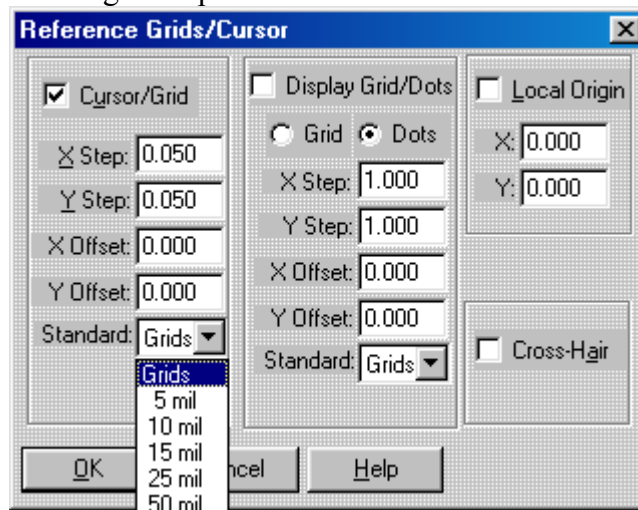 Reference Grids/Cursor
Cursor/Grid
X Step: 0.050
Y Step: 0.050
X Offset: 0.000
Y Offset: 0.000
Standard: Grids
Grids
5 mil
10 mil
15 mil
25 mil
50 mil
Display Grid/Dots
Grid Dots
X Step: 1.000
Y Step: 1.000
X Offset: 0.000
Y Offset: 0.000
Standard: Grids
Local Origin
X: 0.000
Y: 0.000
Cross-Hair
OK
ncel
Help